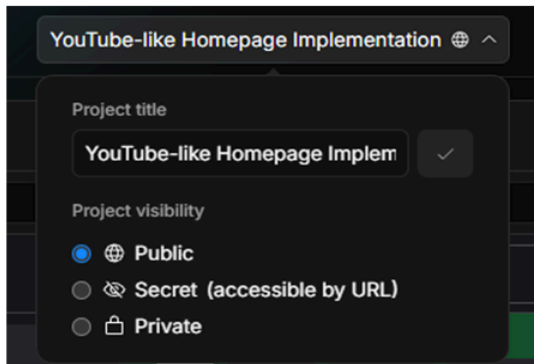 YouTube-like Homepage Implementation
Project title
YouTube-like Homepage Implem
Project visibility
Public
Secret (accessible by URL)
Private